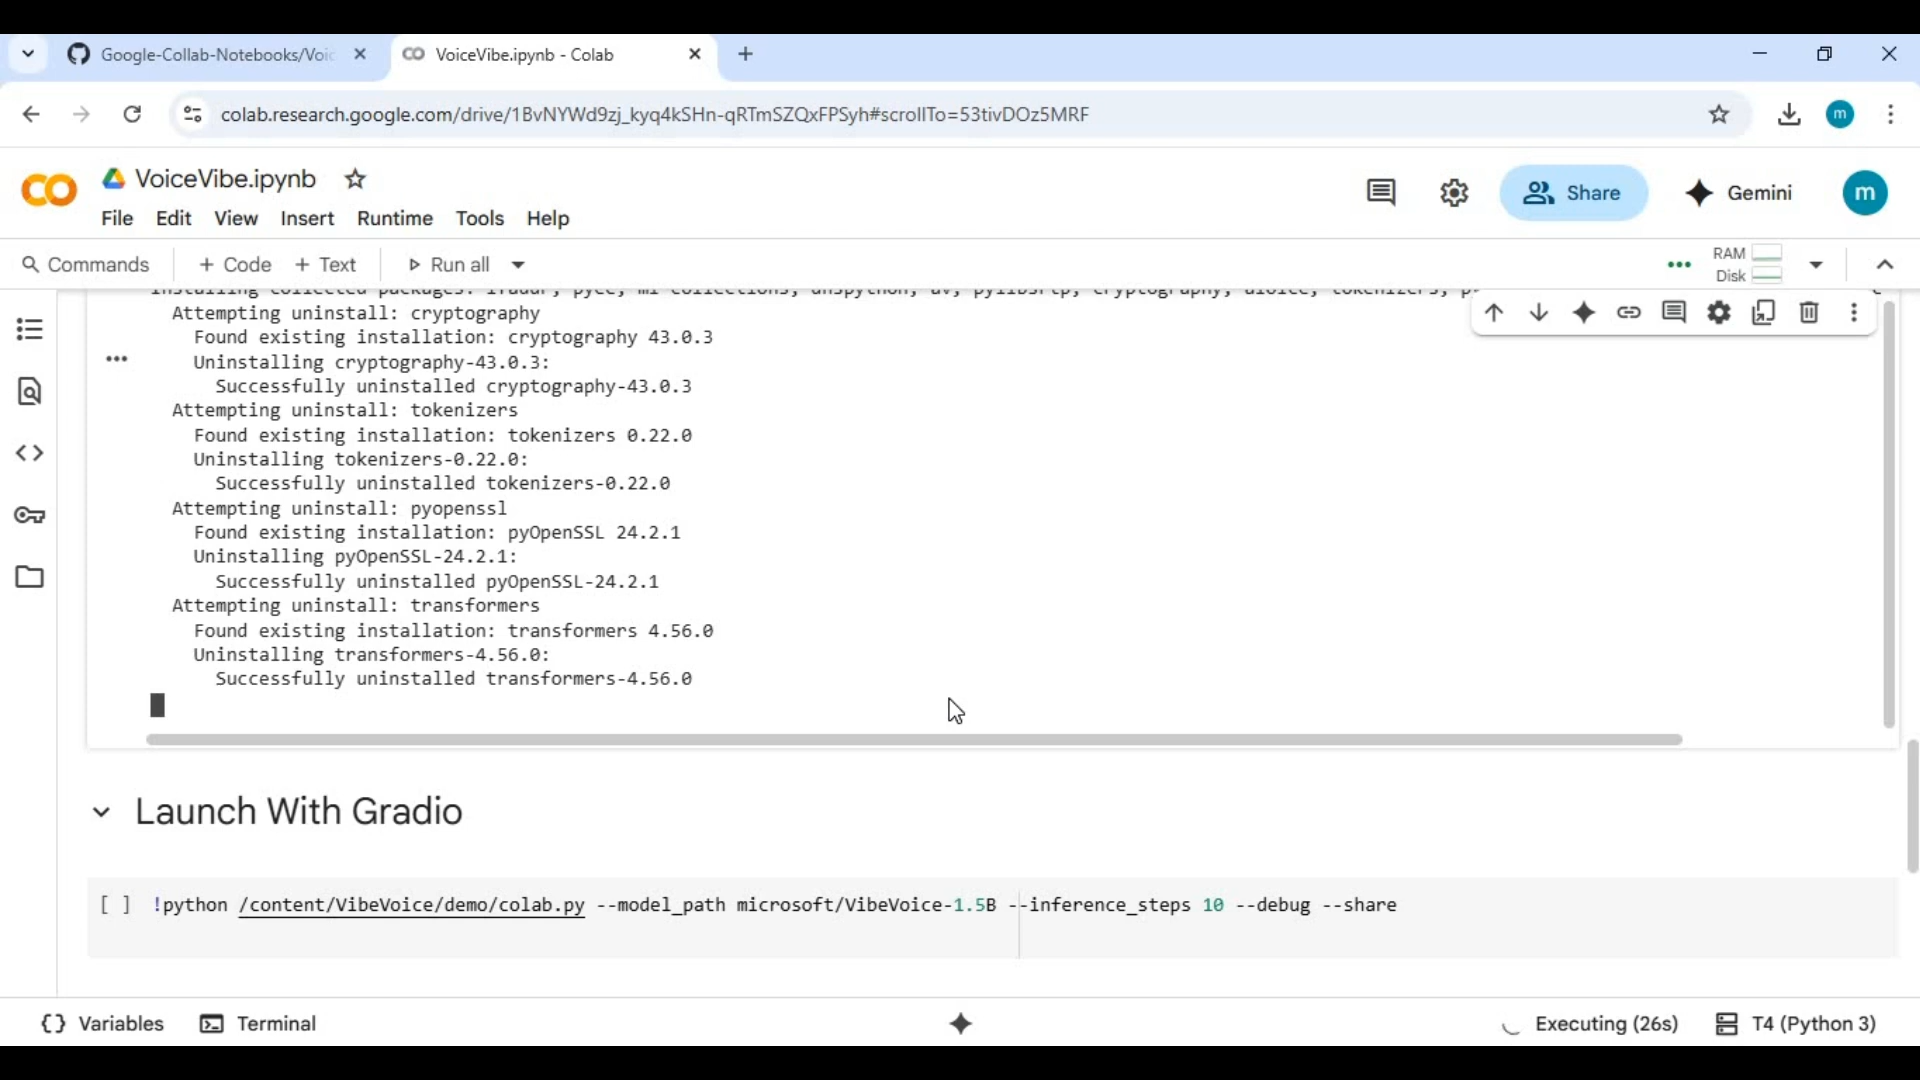 Google-Collab-Notebooks/Voic
VoiceVibe.ipynb - Colab
colab.research.google.com/drive/1BvNYWd9zj_kyq4kSHn-qRTmSZQxFPSyh#scrollTo=53tivDOz5MRF
m
CO
VoiceVibe.ipynb
Share
Gemini
m
File Edit View Insert Runtime Tools Help
Commands + Code + Text Run all
RAM
Disk
Attempting uninstall: cryptography
Found existing installation: cryptography 43.0.3
Uninstalling cryptography-43.0.3:
Successfully uninstalled cryptography-43.0.3
Attempting uninstall: tokenizers
Found existing installation: tokenizers 0.22.0
Uninstalling tokenizers-0.22.0:
Successfully uninstalled tokenizers-0.22.0
Attempting uninstall: pyopenssl
Found existing installation: pyOpenSSL 24.2.1
Uninstalling pyOpenSSL-24.2.1:
Successfully uninstalled pyOpenSSL-24.2.1
Attempting uninstall: transformers
Found existing installation: transformers 4.56.0
Uninstalling transformers-4.56.0:
Successfully uninstalled transformers-4.56.0
Launch With Gradio
[ ] !python /content/VibeVoice/demo/colab.py --model_path microsoft/VibeVoice-1.5B --inference_steps 10 --debug --share
Variables Terminal
Executing (26s) T4 (Python 3)